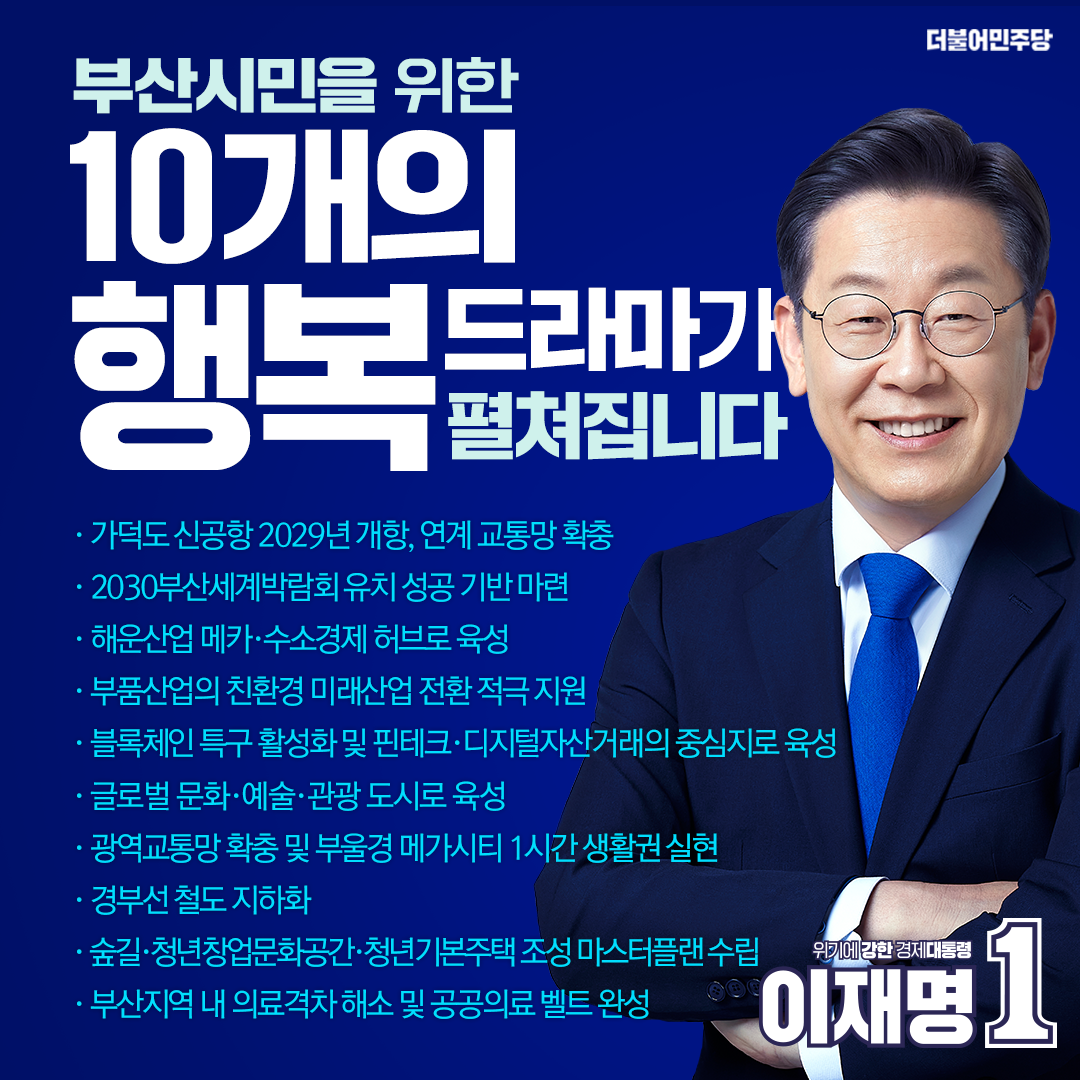 더불어민주당
부산시민을 위한
10개의
행복 드라마가
펼쳐집니다
· 가덕도 신공항 2029년 개항, 연계 교통망 확충
· 2030부산세계박람회 유치 성공 기반 마련
· 해운산업 메카·수소경제 허브로 육성
· 부품산업의 친환경 미래산업 전환 적극 지원
· 블록체인 특구 활성화 및 핀테크·디지털자산거래의 중심지로 육성
· 글로벌 문화·예술·관광 도시로 육성
· 광역교통망 확충 및 부울경 메가시티 1시간 생활권 실현
· 경부선 철도 지하화
· 숲길·청년창업문화공간·청년기본주택 조성 마스터플랜 수립
· 부산지역 내 의료격차 해소 및 공공의료 벨트 완성
위기에 강한 경제대통령
이재명 1